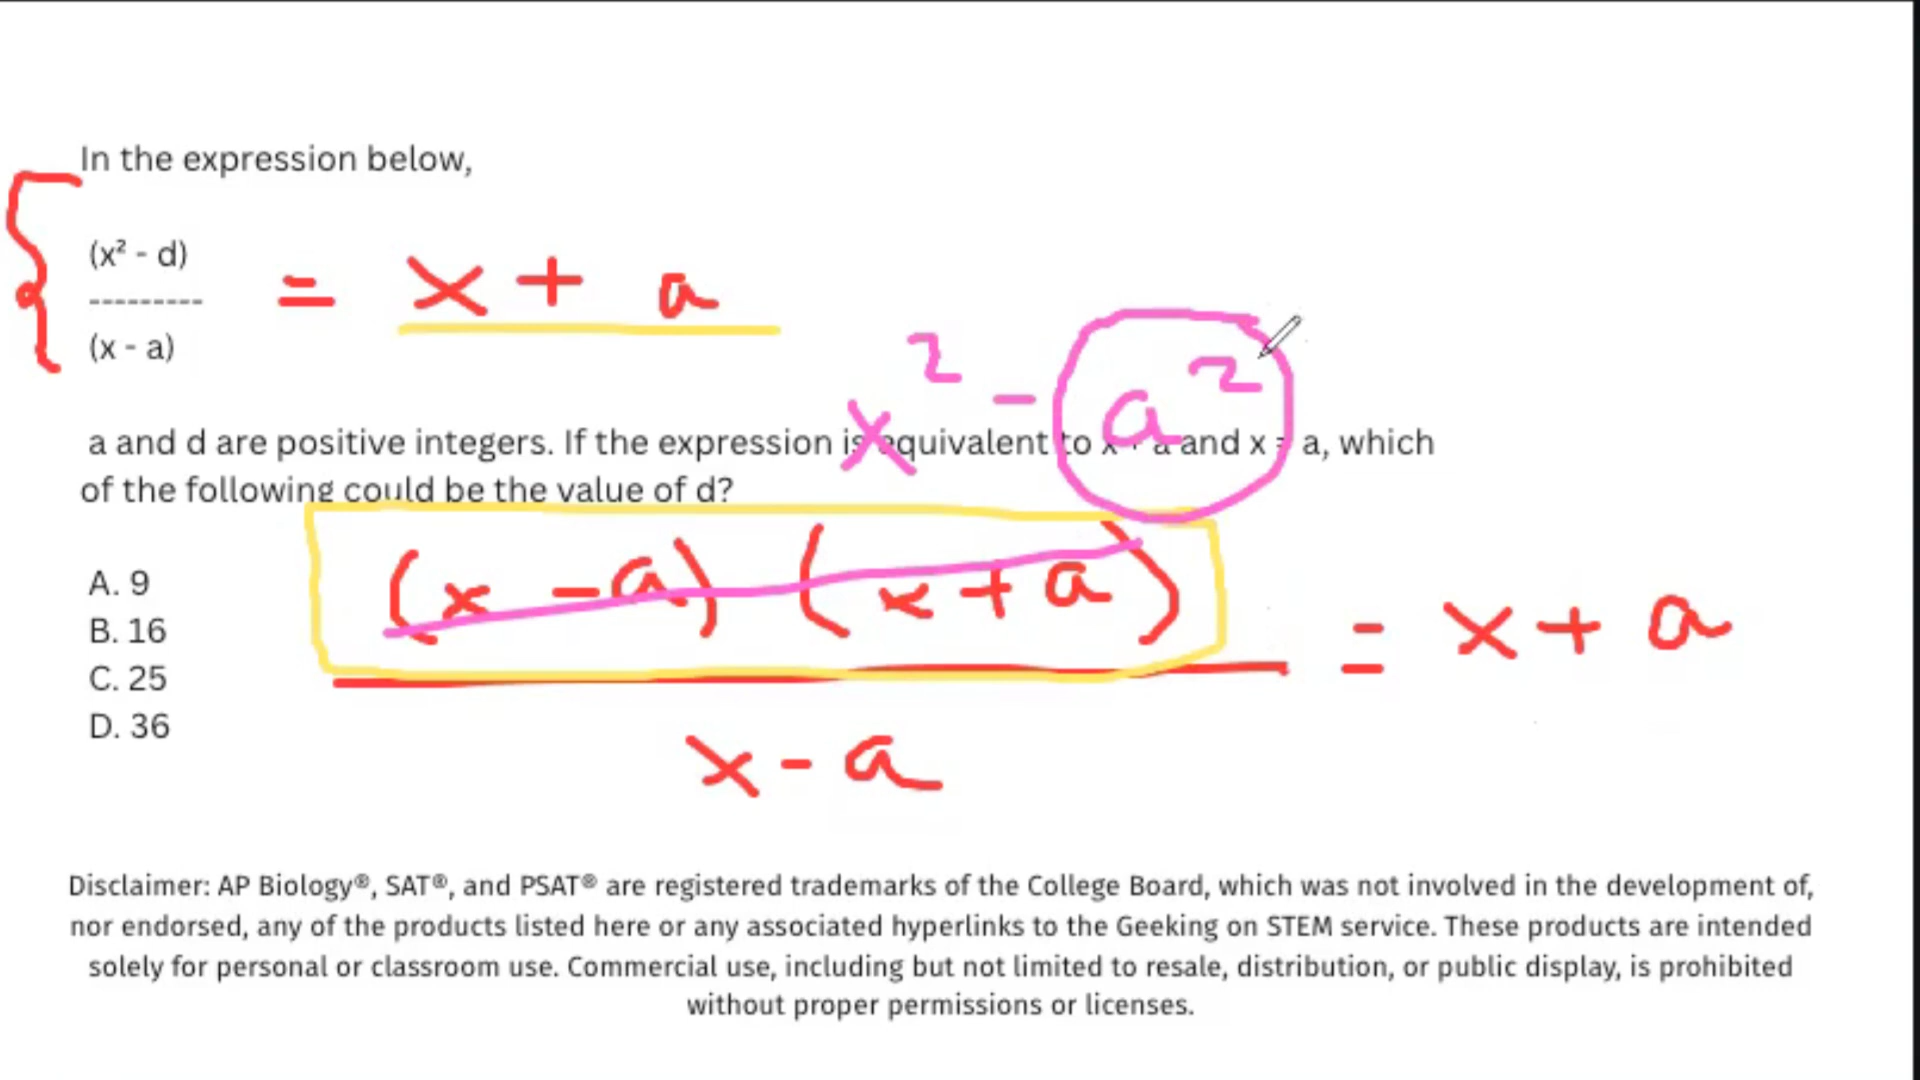 In the expression below,
(x² - d)
---------
(x - a)
= x + a
x² - a²
a and d are positive integers. If the expression is equivalent to x + a and x = a, which
of the following could be the value of d?
A. 9
B. 16
C. 25
D. 36
(x - a) (x + a)
= x + a
x - a
Disclaimer: AP Biology®, SAT®, and PSAT® are registered trademarks of the College Board, which was not involved in the development of,
nor endorsed, any of the products listed here or any associated hyperlinks to the Geeking on STEM service. These products are intended
solely for personal or classroom use. Commercial use, including but not limited to resale, distribution, or public display, is prohibited
without proper permissions or licenses.